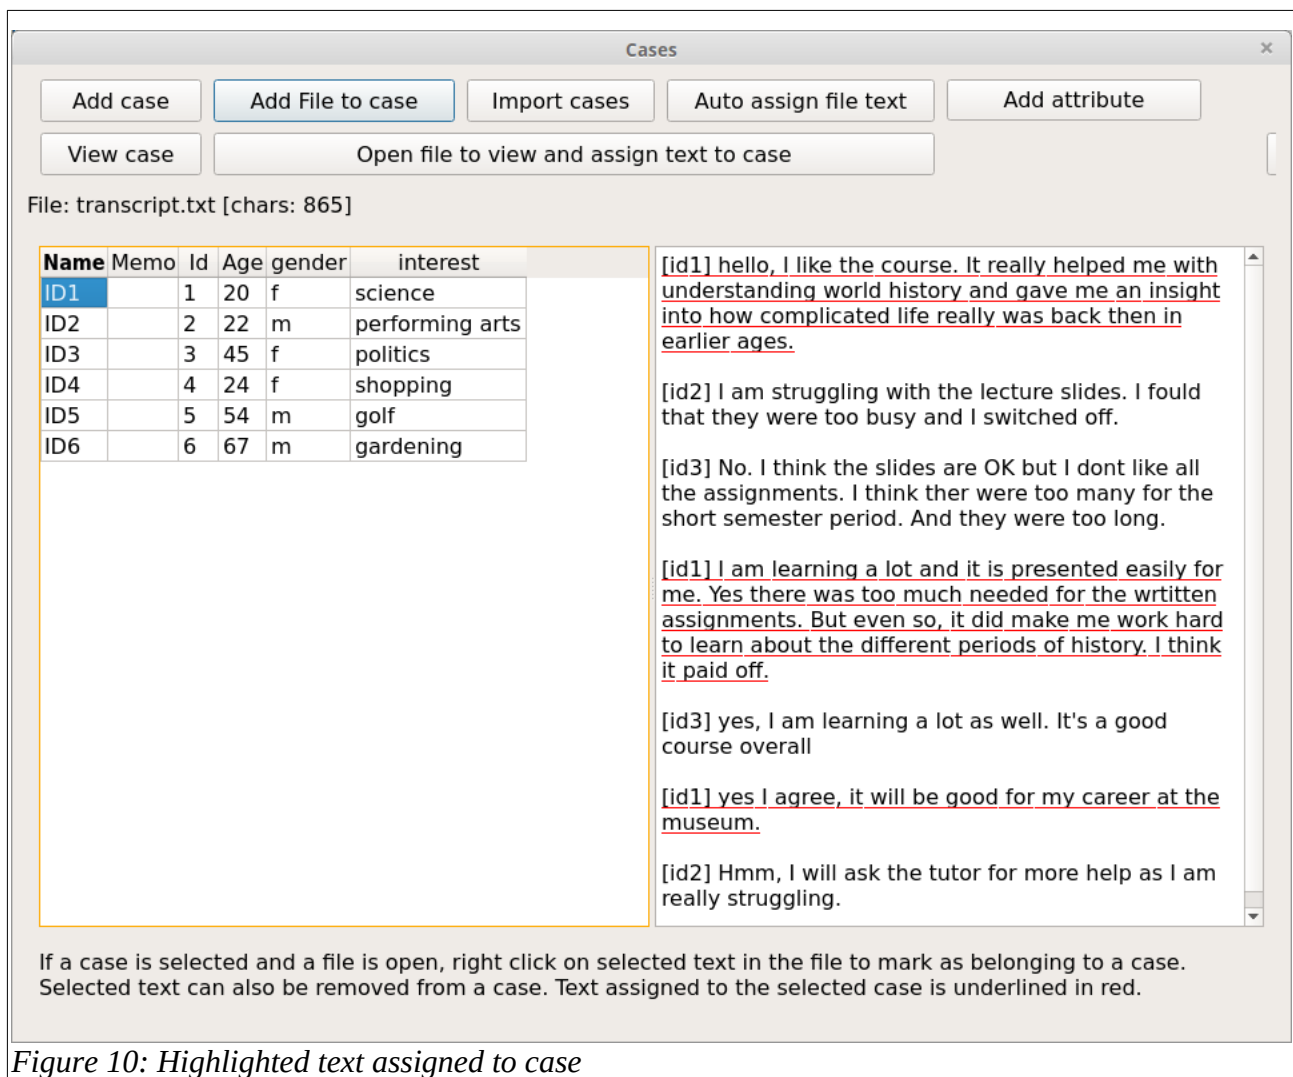 Cases ×
Add case Add File to case Import cases Auto assign file text Add attribute
View case Open file to view and assign text to case
File: transcript.txt [chars: 865]
Name Memo Id Age gender interest
ID1 1 20 f science
ID2 2 22 m performing arts
ID3 3 45 f politics
ID4 4 24 f shopping
ID5 5 54 m golf
ID6 6 67 m gardening
[id1] hello, I like the course. It really helped me with
understanding world history and gave me an insight
into how complicated life really was back then in
earlier ages.
[id2] I am struggling with the lecture slides. I fould
that they were too busy and I switched off.
[id3] No. I think the slides are OK but I dont like all
the assignments. I think ther were too many for the
short semester period. And they were too long.
[id1] I am learning a lot and it is presented easily for
me. Yes there was too much needed for the wrtitten
assignments. But even so, it did make me work hard
to learn about the different periods of history. I think
it paid off.
[id3] yes, I am learning a lot as well. It's a good
course overall
[id1] yes I agree, it will be good for my career at the
museum.
[id2] Hmm, I will ask the tutor for more help as I am
really struggling.
If a case is selected and a file is open, right click on selected text in the file to mark as belonging to a case.
Selected text can also be removed from a case. Text assigned to the selected case is underlined in red.
Figure 10: Highlighted text assigned to case